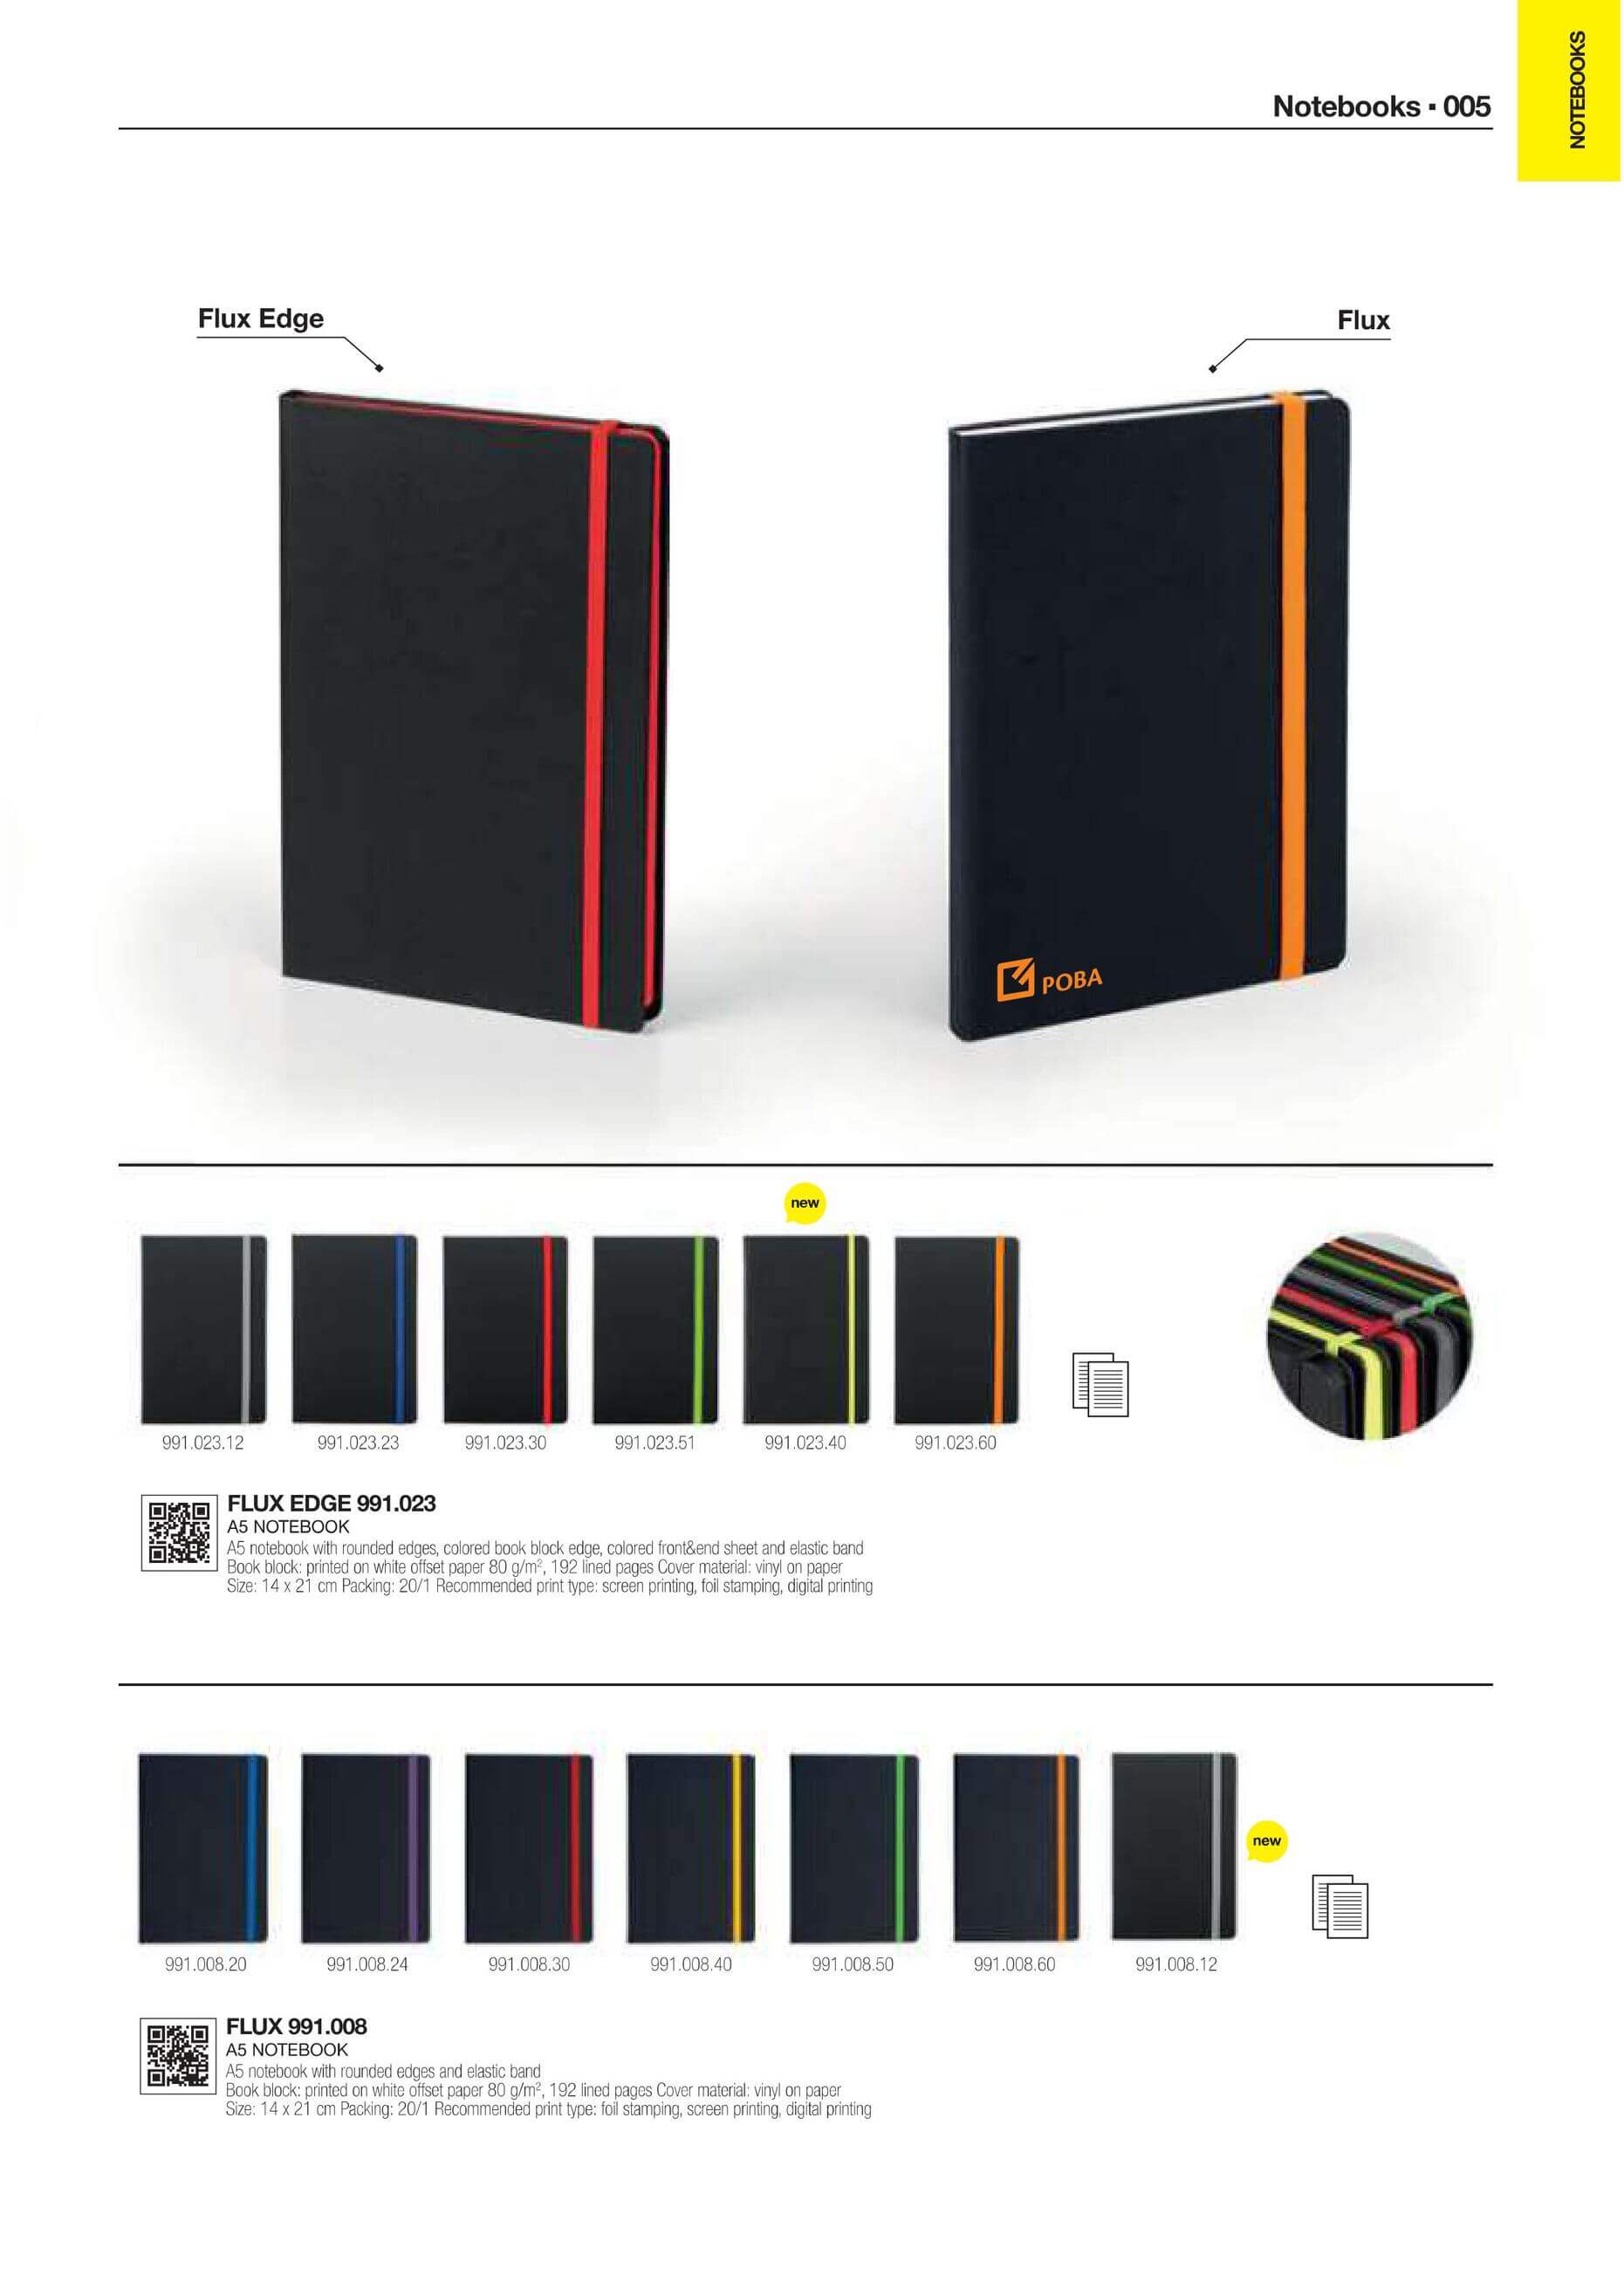 NOTEBOOKS
Notebooks ▪ 005
Flux Edge
Flux
POBA
new
991.023.12
991.023.23
991.023.30
991.023.51
991.023.40
991.023.60
FLUX EDGE 991.023
A5 NOTEBOOK
A5 notebook with rounded edges, colored book block edge, colored front&end sheet and elastic band
Book block: printed on white offset paper 80 g/m², 192 lined pages Cover material: vinyl on paper
Size: 14 x 21 cm Packing: 20/1 Recommended print type: screen printing, foil stamping, digital printing
new
991.008.20
991.008.24
991.008.30
991.008.40
991.008.50
991.008.60
991.008.12
FLUX 991.008
A5 NOTEBOOK
A5 notebook with rounded edges and elastic band
Book block: printed on white offset paper 80 g/m², 192 lined pages Cover material: vinyl on paper
Size: 14 x 21 cm Packing: 20/1 Recommended print type: foil stamping, screen printing, digital printing